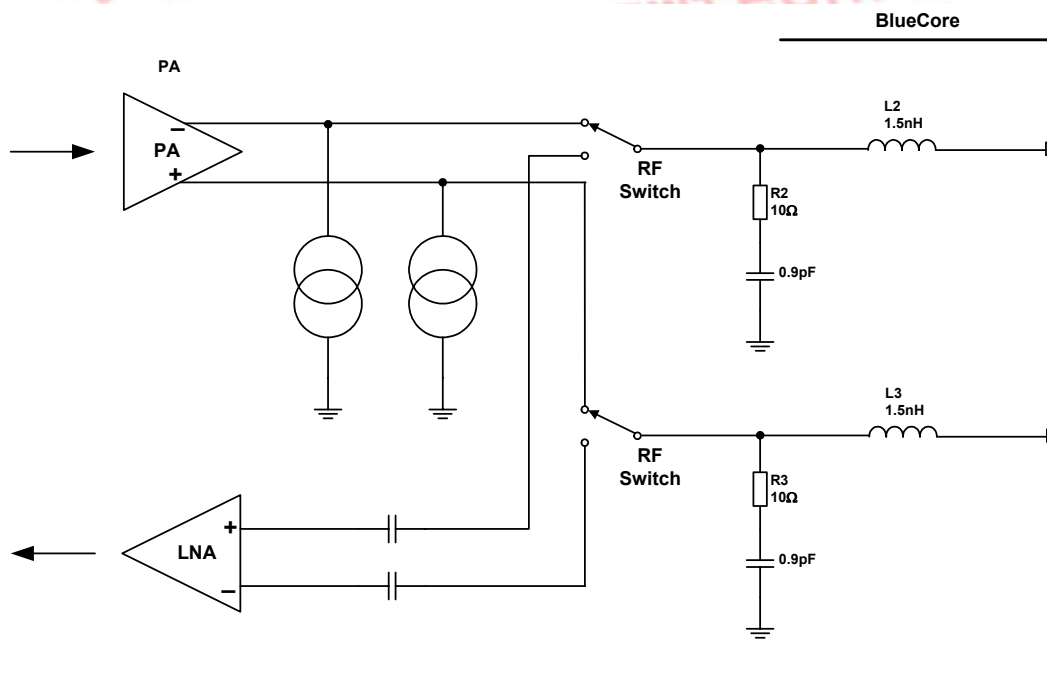 BlueCore
PA
−
PA
+
L2
1.5nH
RF
Switch
R2
10Ω
0.9pF
L3
1.5nH
RF
Switch
R3
10Ω
0.9pF
+
LNA
−